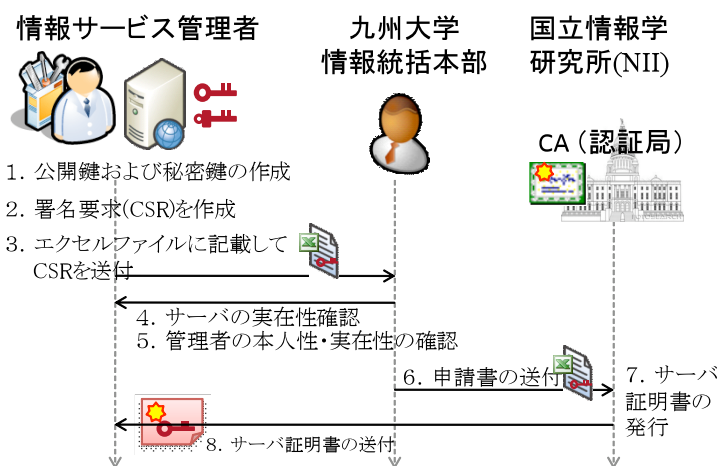 情報サービス管理者
九州大学
情報統括本部
国立情報学
研究所(NII)
CA（認証局）
1. 公開鍵および秘密鍵の作成
2. 署名要求(CSR)を作成
3. エクセルファイルに記載して
CSRを送付
4. サーバの実在性確認
5. 管理者の本人性・実在性の確認
6. 申請書の送付
7. サーバ
証明書の
発行
8. サーバ証明書の送付